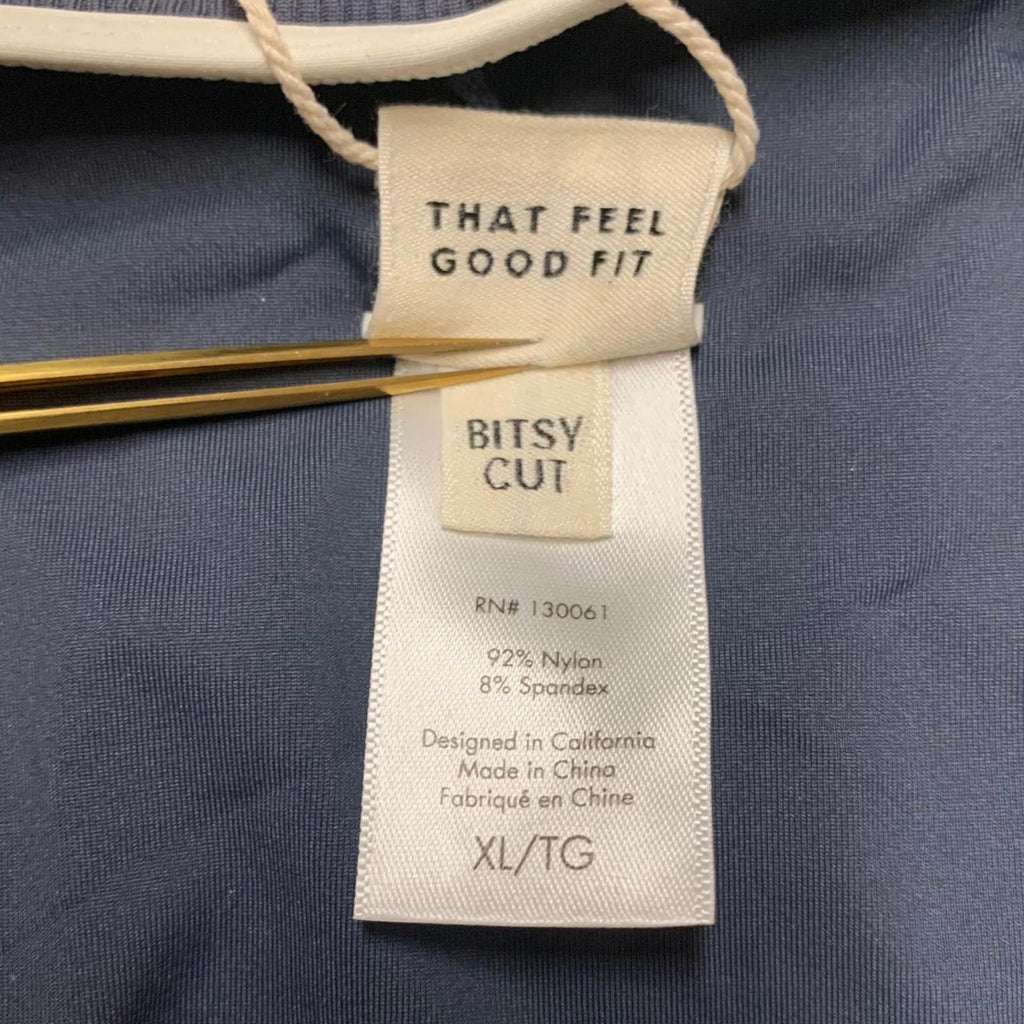 THAT FEEL
GOOD FIT
BITSY
CUT
RN# 130061
92% Nylon
8% Spandex
Designed in California
Made in China
Fabriqué en Chine
XL/TG